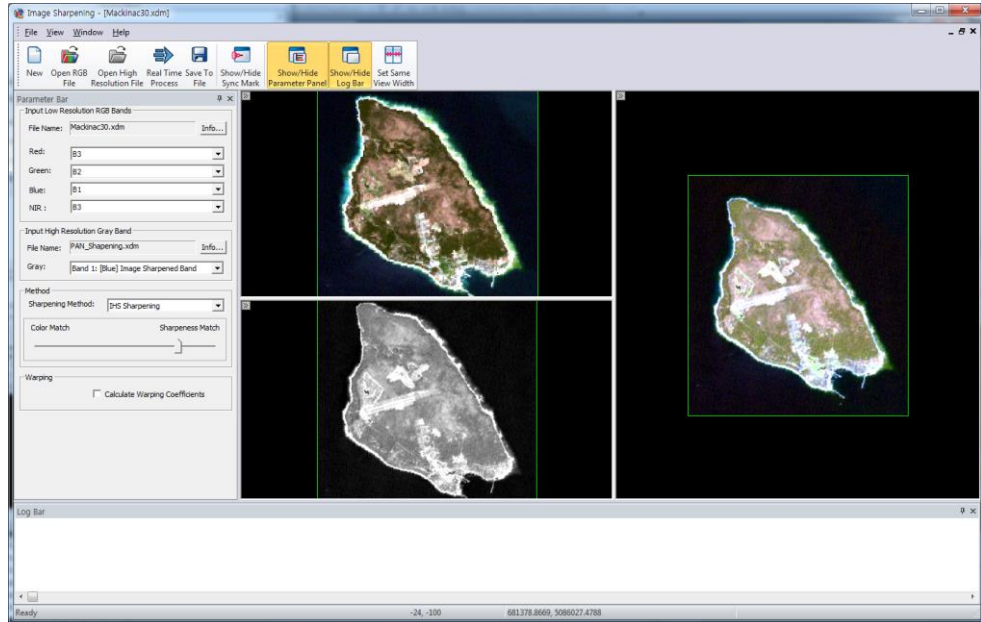 Image Sharpening - [Mackinac30.xdm]
File View Window Help
New
Open RGB File
Open High Resolution File
Real Time Process
Save To File
Show/Hide Sync Mark
Show/Hide Parameter Panel
Show/Hide Log Bar
Set Same View Width
Parameter Bar
Input Low Resolution RGB Bands
File Name: Mackinac30.xdm Info...
Red: B3
Green: B2
Blue: B1
NIR : B3
Input High Resolution Gray Band
File Name: PAN_Shapening.xdm Info...
Gray: Band 1: [Blue] Image Sharpened Band
Method
Sharpening Method: IHS Sharpening
Color Match Sharpeness Match
Warping
Calculate Warping Coefficients
Log Bar
Ready -24, -100 681378.8669, 5086027.4788